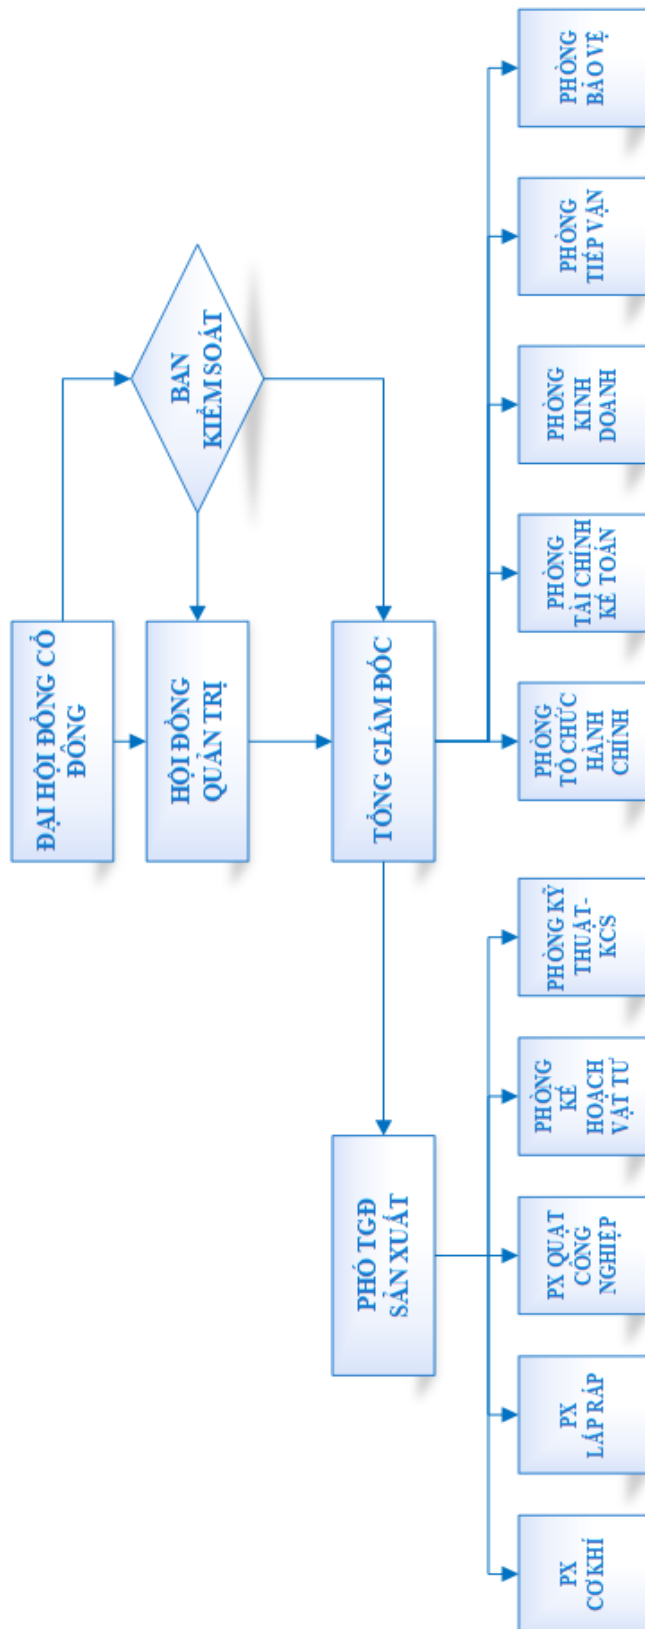 ĐẠI HỘI ĐỒNG CỔ
ĐÔNG
BAN
KIỂM SOÁT
HỘI ĐỒNG
QUẢN TRỊ
TỔNG GIÁM ĐỐC
PHÓ TGĐ
SẢN XUẤT
PX
CƠ KHÍ
PX
LẮP RÁP
PX QUẠT
CÔNG
NGHIỆP
PHÒNG
KẾ
HOẠCH
VẬT TƯ
PHÒNG KỸ
THUẬT-
KCS
PHÒNG
TỔ CHỨC
HÀNH
CHÍNH
PHÒNG
TÀI CHÍNH
KẾ TOÁN
PHÒNG
KINH
DOANH
PHÒNG
TIẾP VẬN
PHÒNG
BẢO VỆ